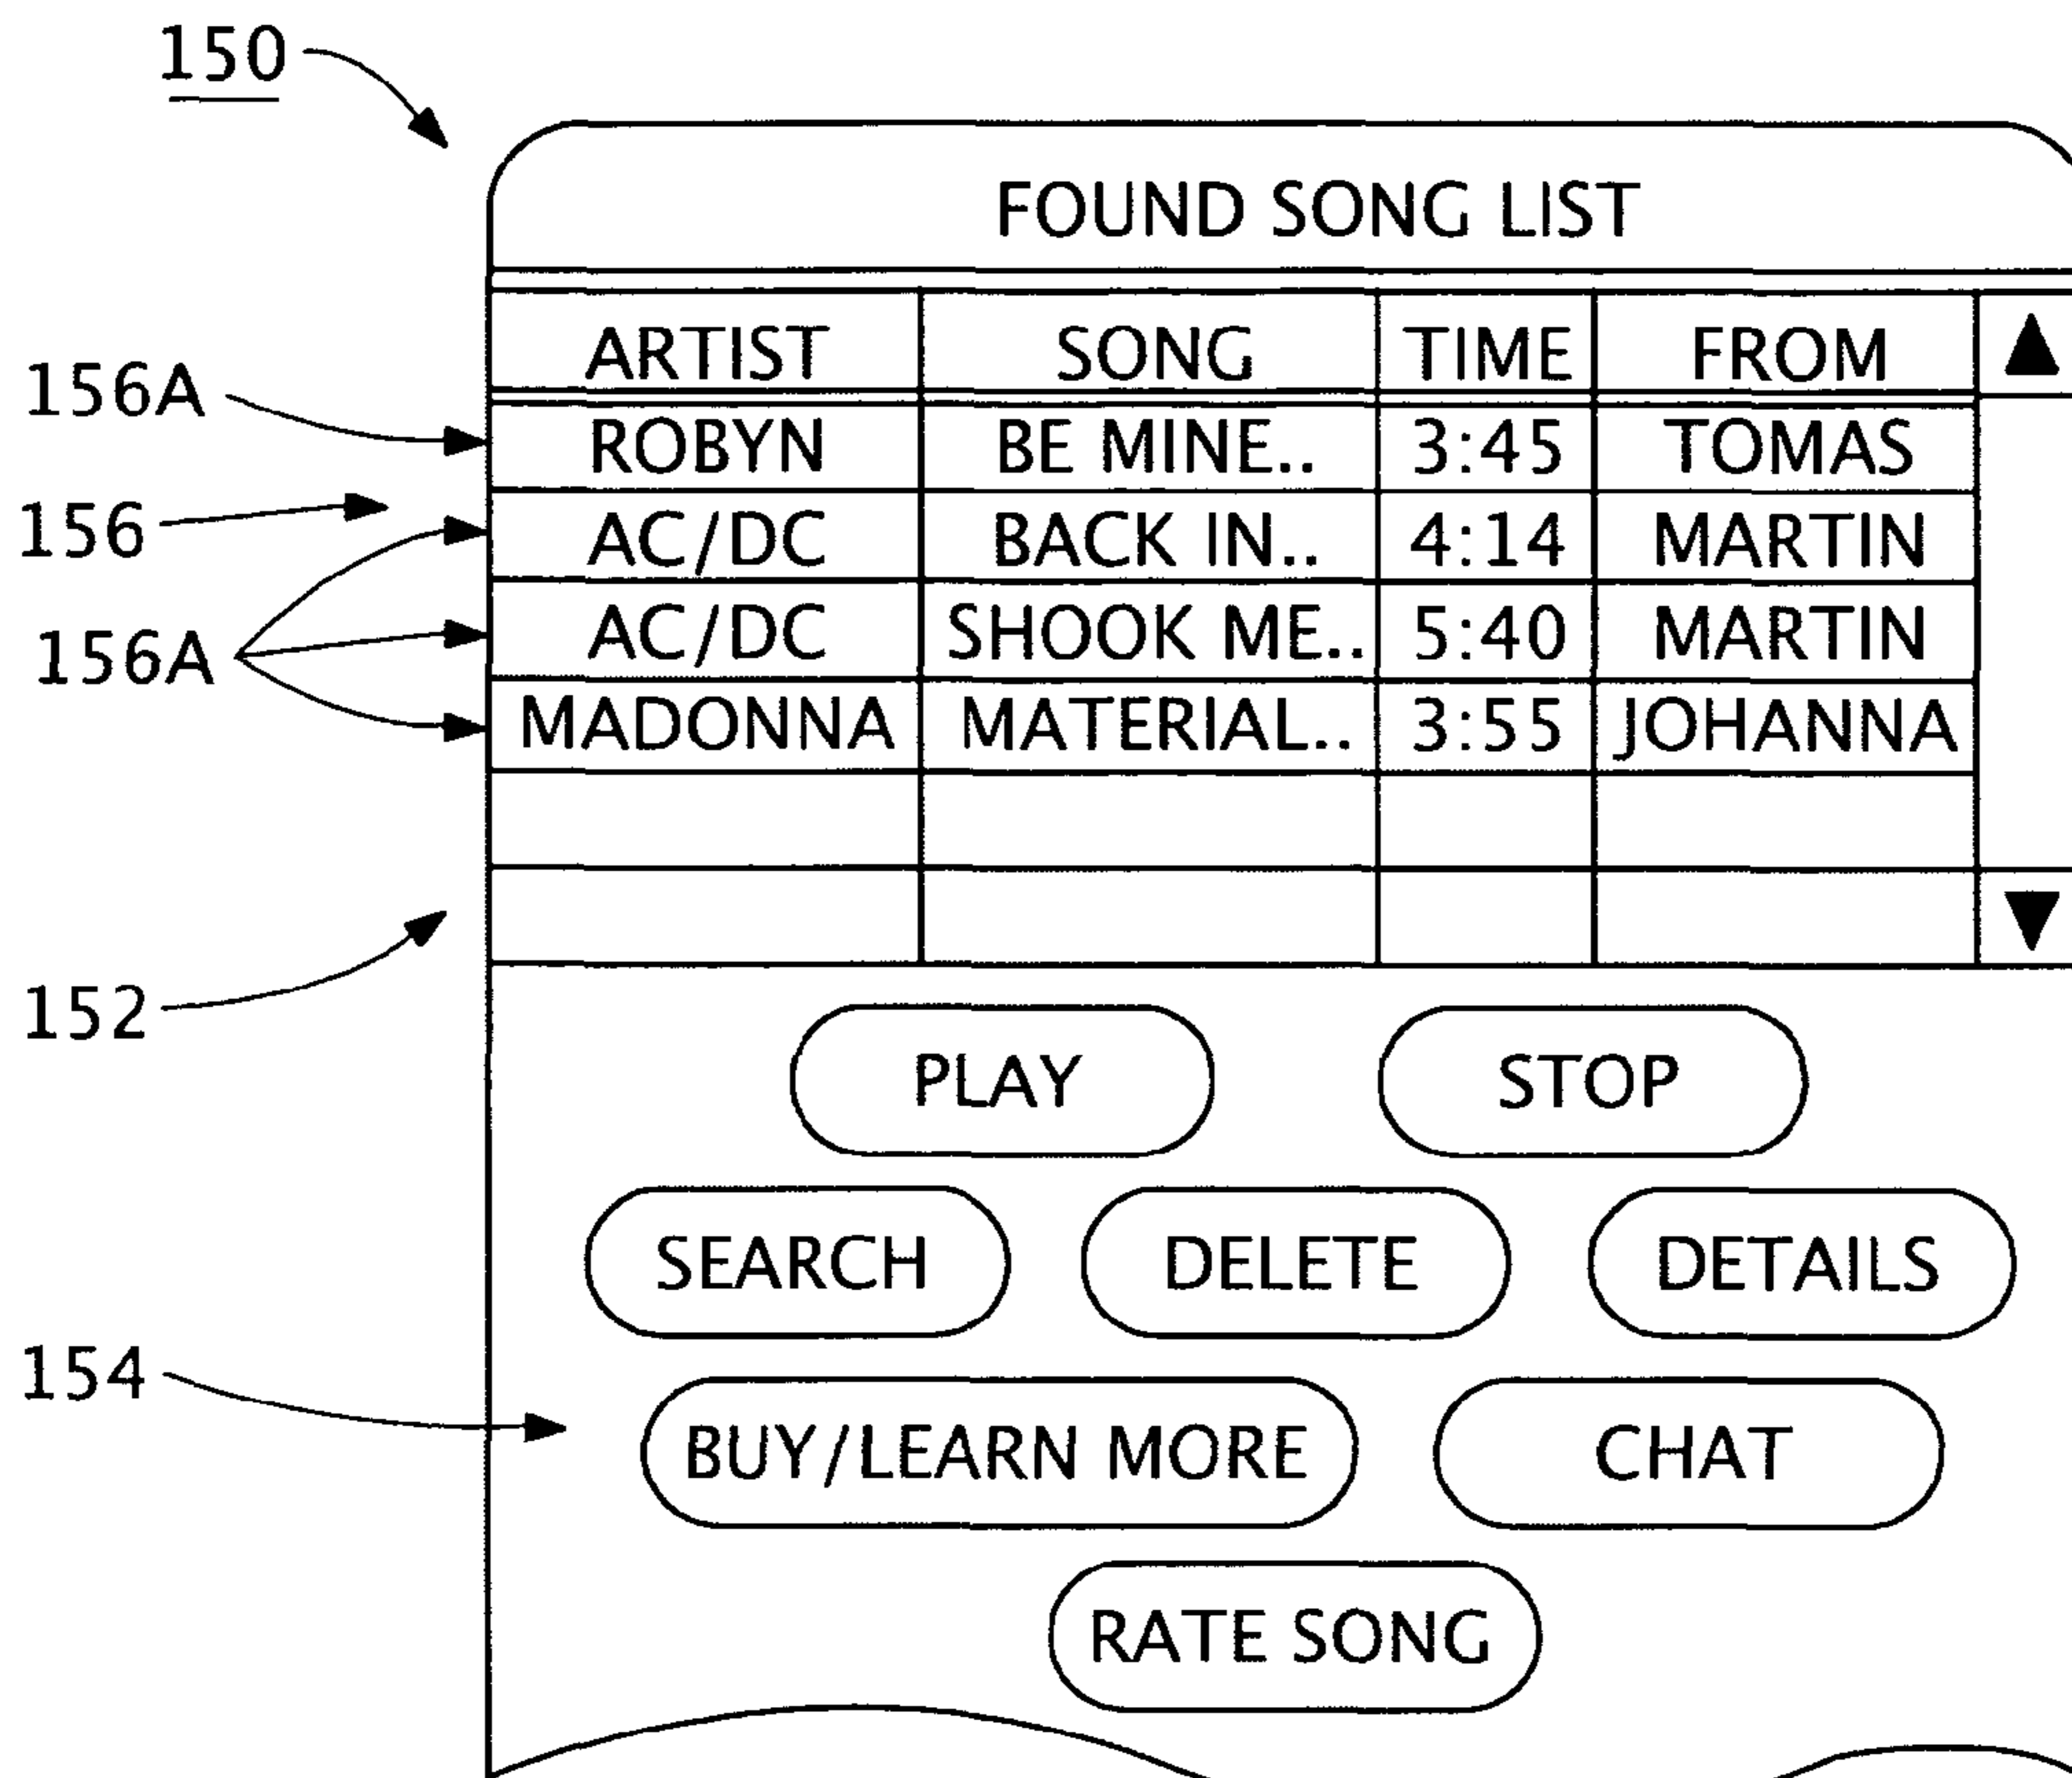 150
FOUND SONG LIST
ARTIST SONG TIME FROM
156A
ROBYN BE MINE.. 3:45 TOMAS
156
AC/DC BACK IN.. 4:14 MARTIN
156A
AC/DC SHOOK ME.. 5:40 MARTIN
MADONNA MATERIAL.. 3:55 JOHANNA
152
PLAY STOP
SEARCH DELETE DETAILS
154
BUY/LEARN MORE CHAT
RATE SONG